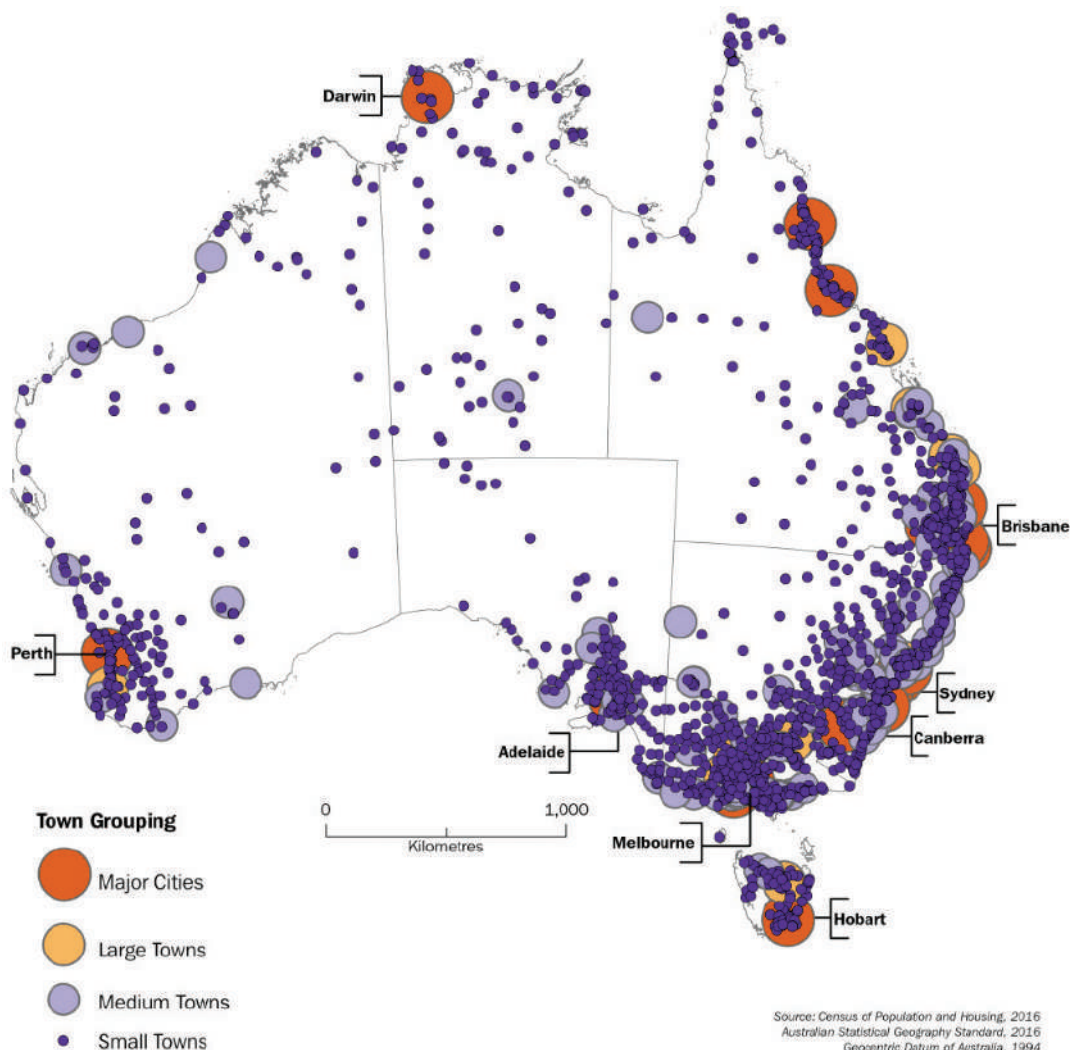 Darwin
Brisbane
Perth
Sydney
Canberra
Adelaide
Melbourne
Hobart
0
1,000
Kilometres
Town Grouping
Major Cities
Large Towns
Medium Towns
Small Towns
Source: Census of Population and Housing, 2016
Australian Statistical Geography Standard, 2016
Geocentric Datum of Australia, 1994